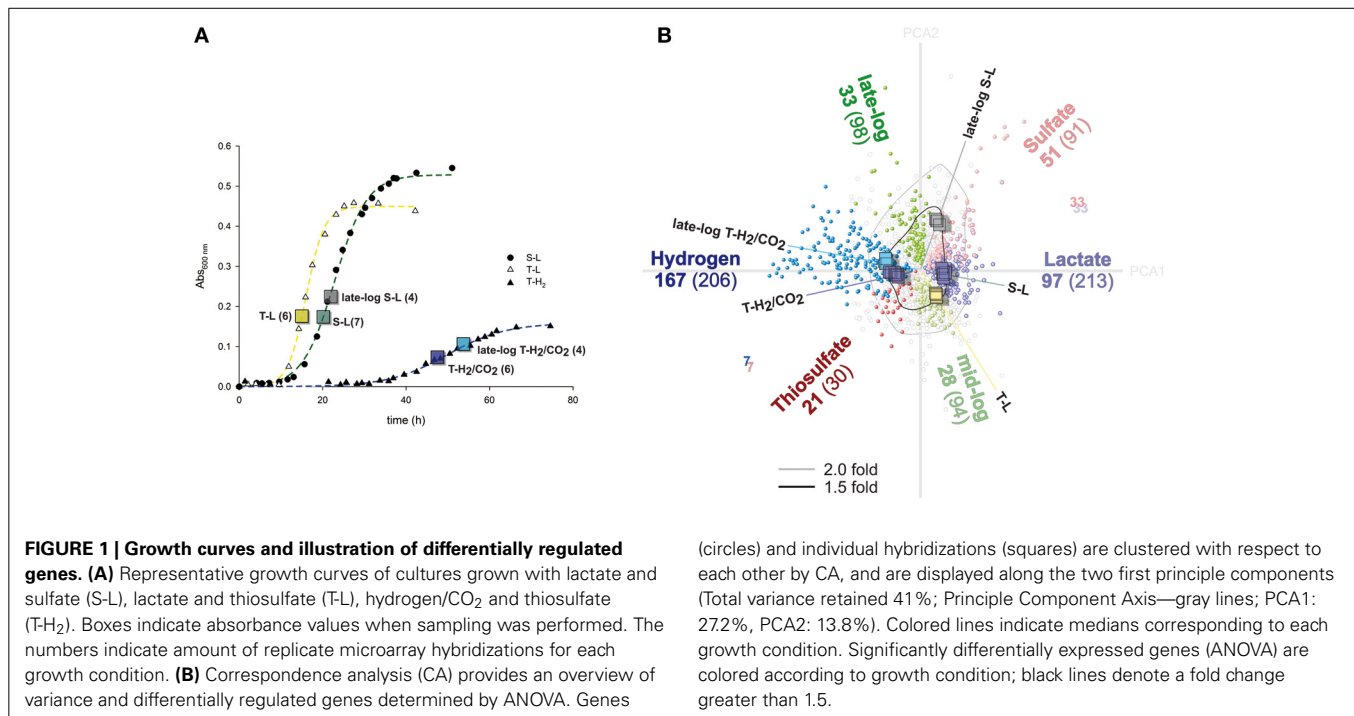 A
0.6
0.5
0.4
0.3
0.2
0.1
0.0
Abs600 nm
0
20
40
60
80
time (h)
S-L
T-L
T-H2
late-log S-L (4)
T-L (6)
S-L(7)
late-log T-H2/CO2 (4)
T-H2/CO2 (6)
B
PCA2
PCA1
late-log
33 (98)
late-log S-L
Sulfate
51 (91)
33
33
late-log T-H2/CO2
Hydrogen
167 (206)
T-H2/CO2
Lactate
97 (213)
S-L
7
7
Thiosulfate
21 (30)
mid-log
28 (94)
T-L
2.0 fold
1.5 fold
FIGURE 1 | Growth curves and illustration of differentially regulated
genes. (A) Representative growth curves of cultures grown with lactate and
sulfate (S-L), lactate and thiosulfate (T-L), hydrogen/CO2 and thiosulfate
(T-H2). Boxes indicate absorbance values when sampling was performed. The
numbers indicate amount of replicate microarray hybridizations for each
growth condition. (B) Correspondence analysis (CA) provides an overview of
variance and differentially regulated genes determined by ANOVA. Genes
(circles) and individual hybridizations (squares) are clustered with respect to
each other by CA, and are displayed along the two first principle components
(Total variance retained 41%; Principle Component Axis—gray lines; PCA1:
27.2%, PCA2: 13.8%). Colored lines indicate medians corresponding to each
growth condition. Significantly differentially expressed genes (ANOVA) are
colored according to growth condition; black lines denote a fold change
greater than 1.5.